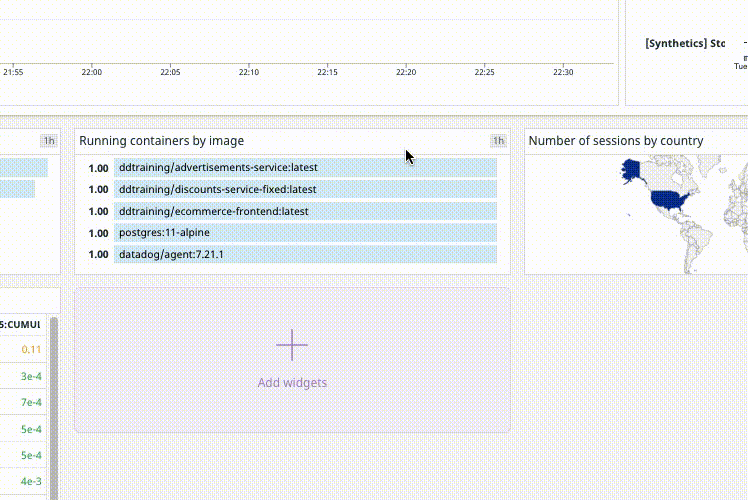 [Synthetics] Stc
Tue
21:55 22:00 22:05 22:10 22:15 22:20 22:25 22:30
1h
Running containers by image 1h
Number of sessions by country
1.00 ddtraining/advertisements-service:latest
1.00 ddtraining/discounts-service-fixed:latest
1.00 ddtraining/ecommerce-frontend:latest
1.00 postgres:11-alpine
1.00 datadog/agent:7.21.1
5:CUMUL
0.11
3e-4
7e-4
5e-4
5e-4
4e-3
Add widgets